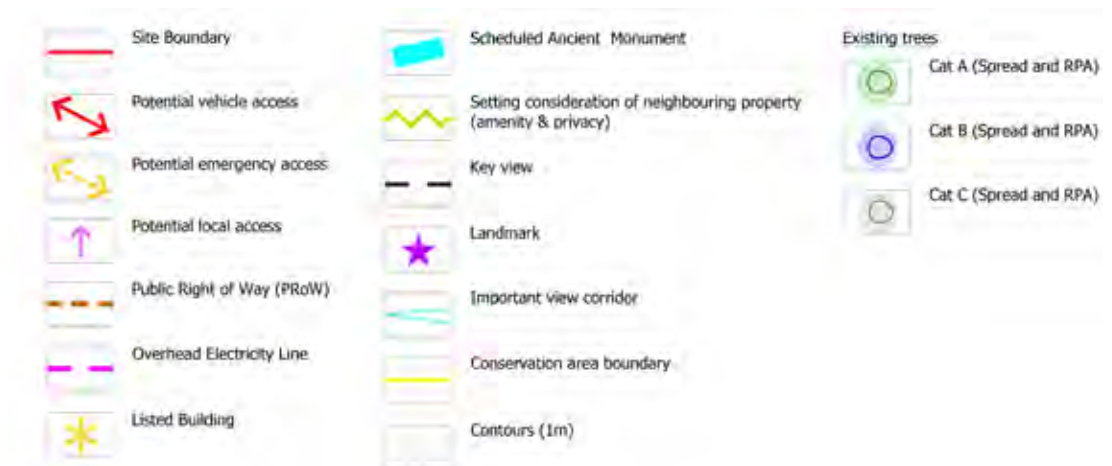 Site Boundary
Potential vehicle access
Potential emergency access
Potential local access
Public Right of Way (PRoW)
Overhead Electricity Line
Listed Building
Scheduled Ancient Monument
Setting consideration of neighbouring property
(amenity & privacy)
Key view
Landmark
Important view corridor
Conservation area boundary
Contours (1m)
Existing trees
Cat A (Spread and RPA)
Cat B (Spread and RPA)
Cat C (Spread and RPA)